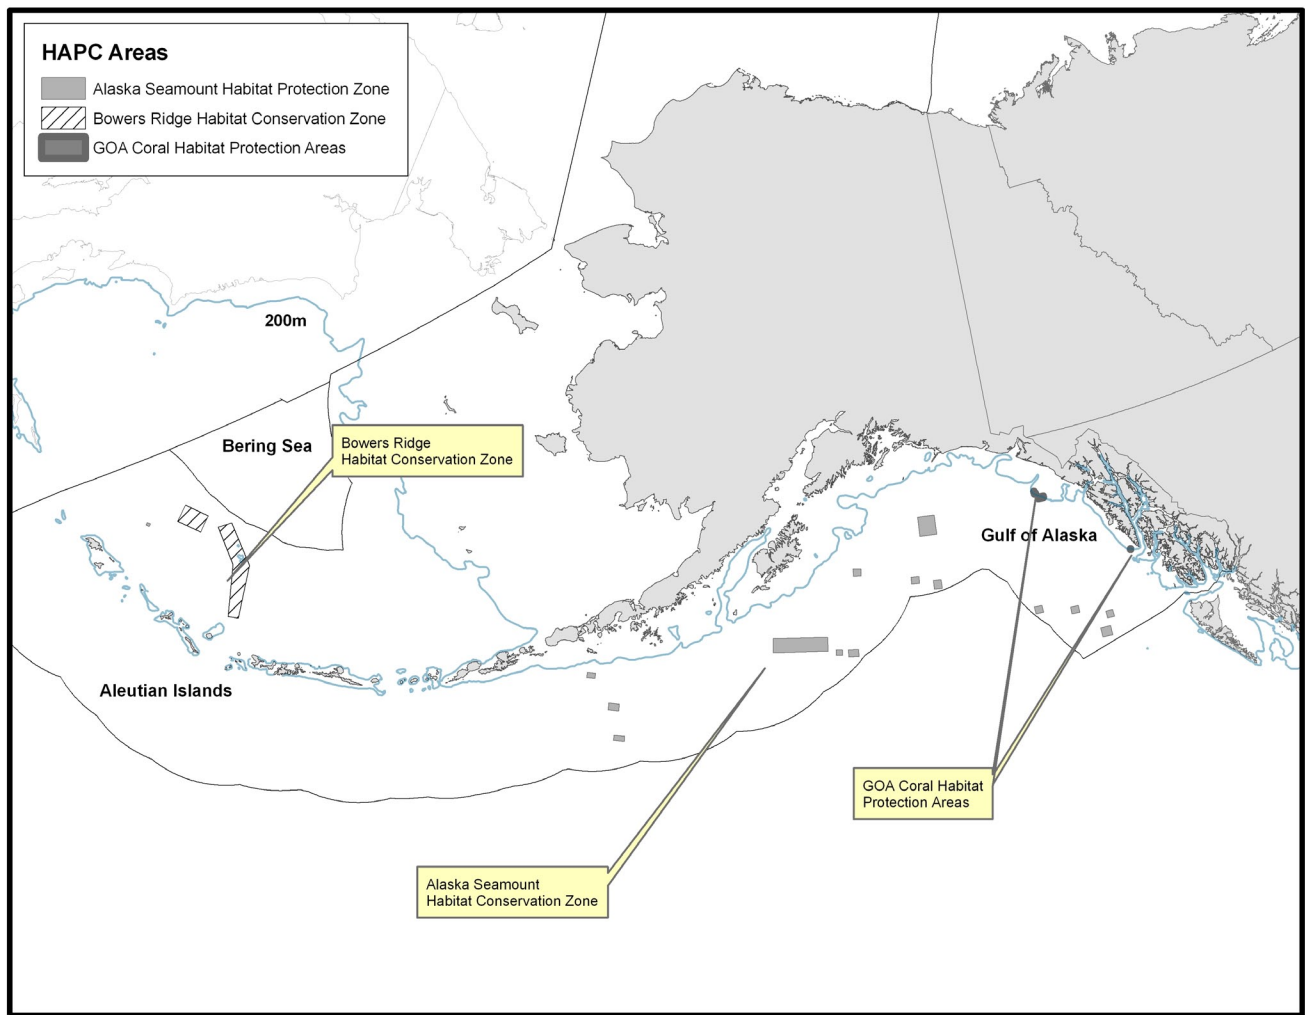 HAPC Areas
Alaska Seamount Habitat Protection Zone
Bowers Ridge Habitat Conservation Zone
GOA Coral Habitat Protection Areas
200m
Bering Sea
Bowers Ridge
Habitat Conservation Zone
Gulf of Alaska
Aleutian Islands
GOA Coral Habitat
Protection Areas
Alaska Seamount
Habitat Conservation Zone